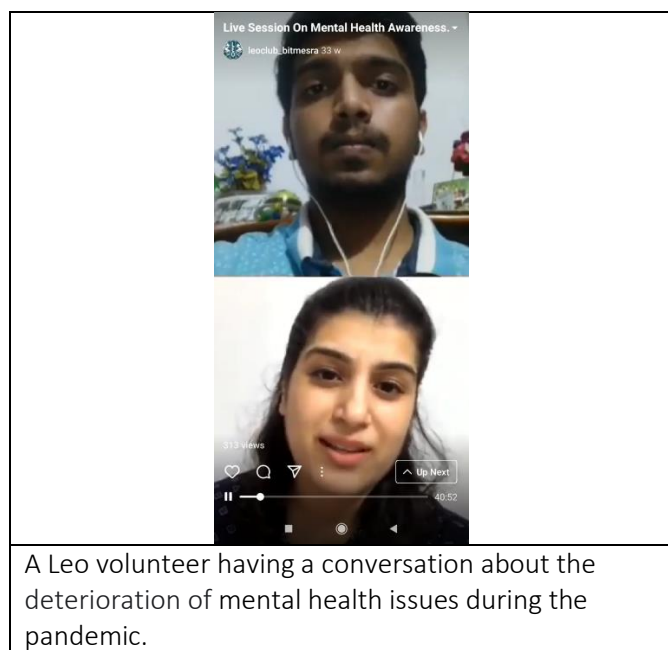 Live Session On Mental Health Awareness.
leoclub_bitmesra 33 w
313 views
Up Next
40:52
A Leo volunteer having a conversation about the
deterioration of mental health issues during the
pandemic.